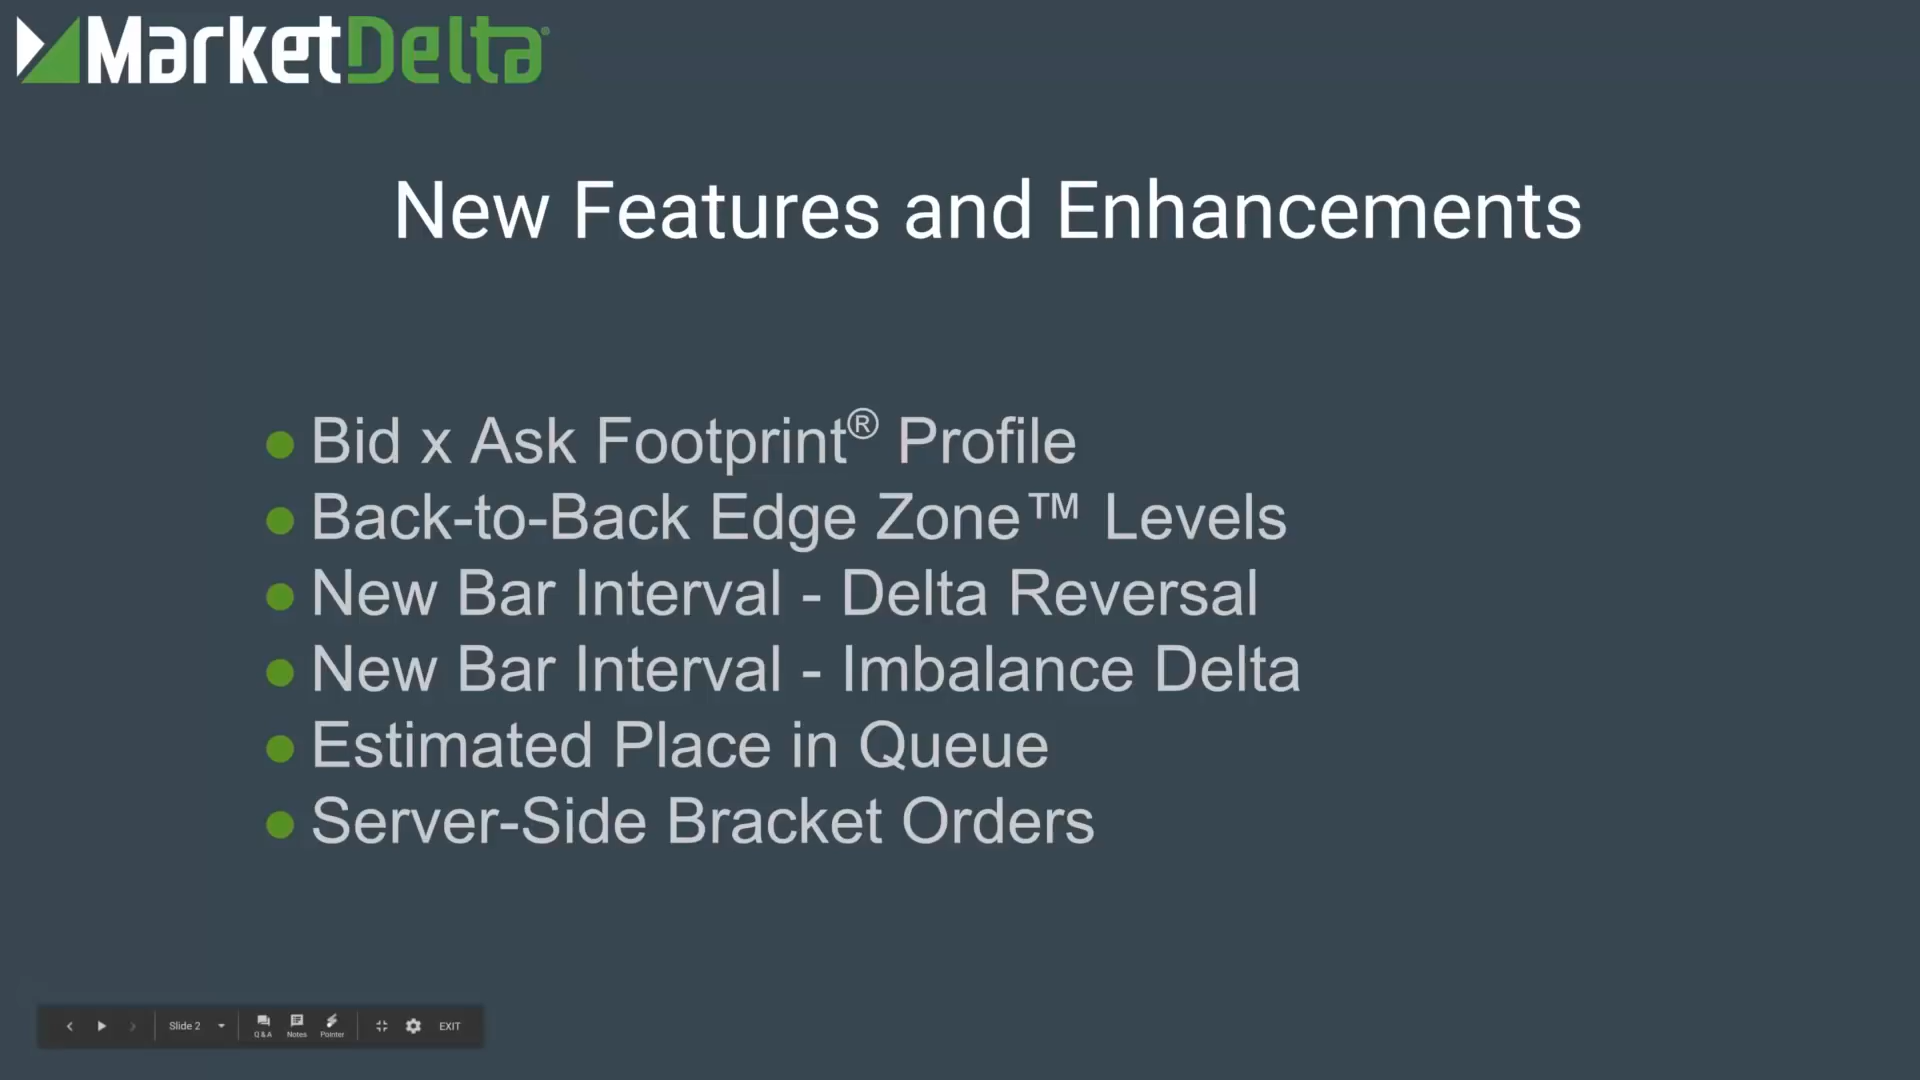 MarketDelta®
New Features and Enhancements
Bid x Ask Footprint® Profile
Back-to-Back Edge Zone™ Levels
New Bar Interval - Delta Reversal
New Bar Interval - Imbalance Delta
Estimated Place in Queue
Server-Side Bracket Orders
Slide 2
Q & A
Notes
Pointer
EXIT